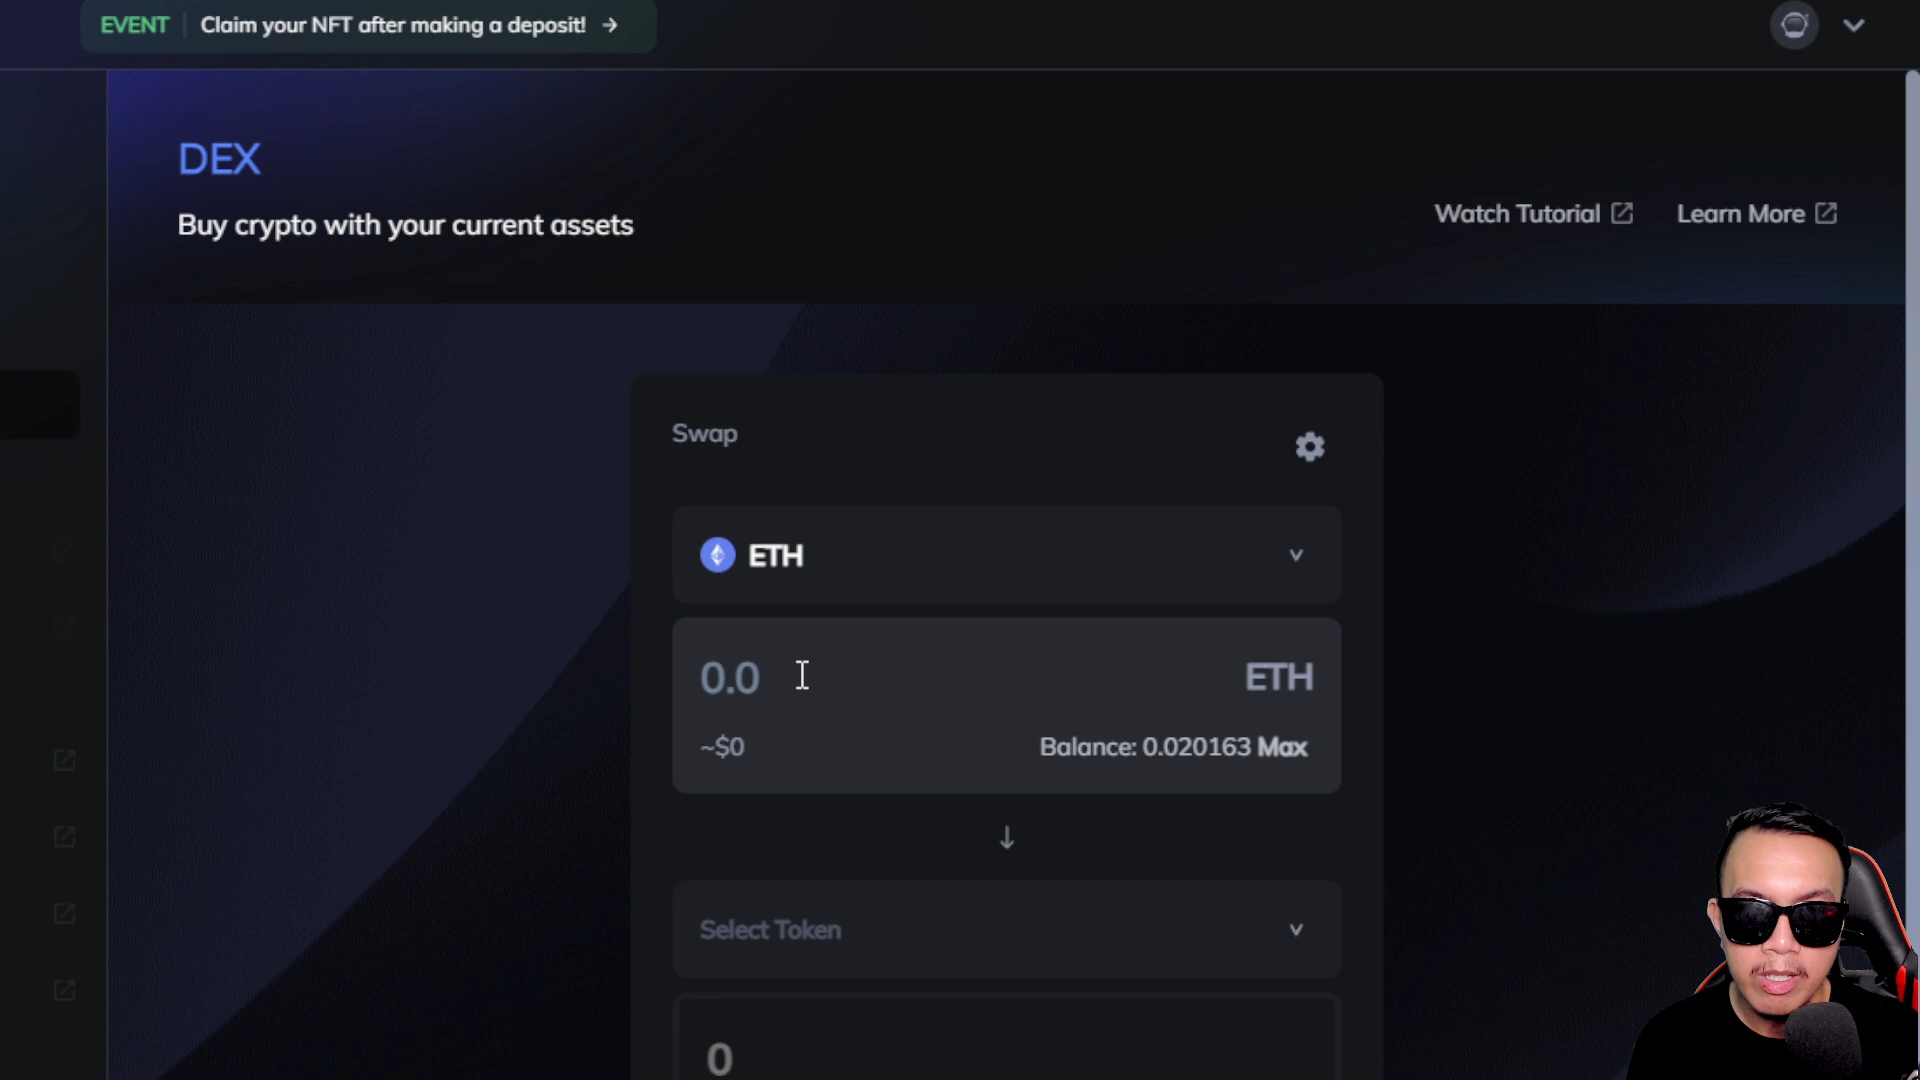 EVENT Claim your NFT after making a deposit! →
DEX
Buy crypto with your current assets
Watch Tutorial
Learn More
Swap
ETH
0.0 ETH
~$0 Balance: 0.020163 Max
Select Token
0